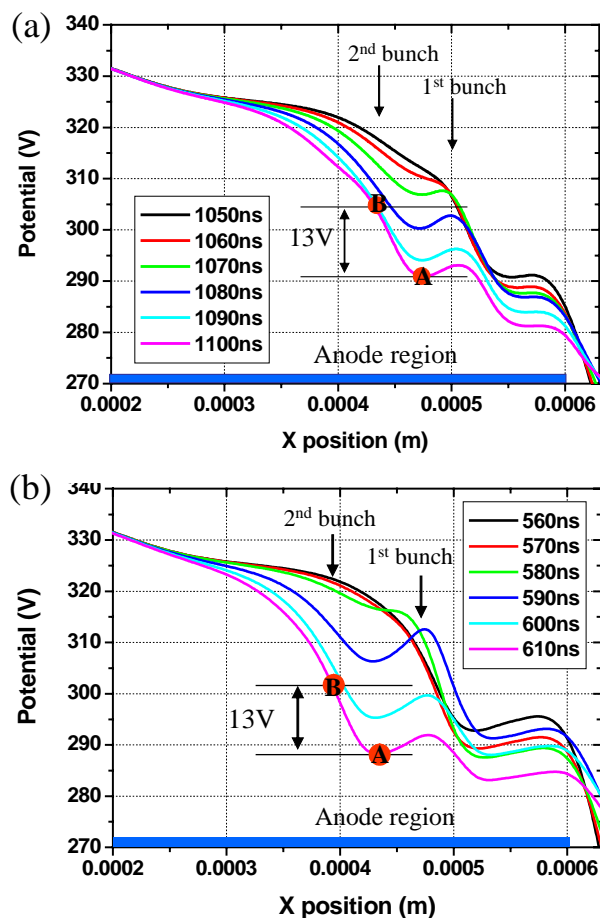 (a)
340
330
320
310
300
290
280
270
Potential (V)
2nd bunch
1st bunch
B
13V
A
1050ns
1060ns
1070ns
1080ns
1090ns
1100ns
Anode region
0.0002 0.0003 0.0004 0.0005 0.0006
X position (m)
(b)
340
330
320
310
300
290
280
270
Potential (V)
2nd bunch
1st bunch
560ns
570ns
580ns
590ns
600ns
610ns
B
13V
A
Anode region
0.0002 0.0003 0.0004 0.0005 0.0006
X position (m)